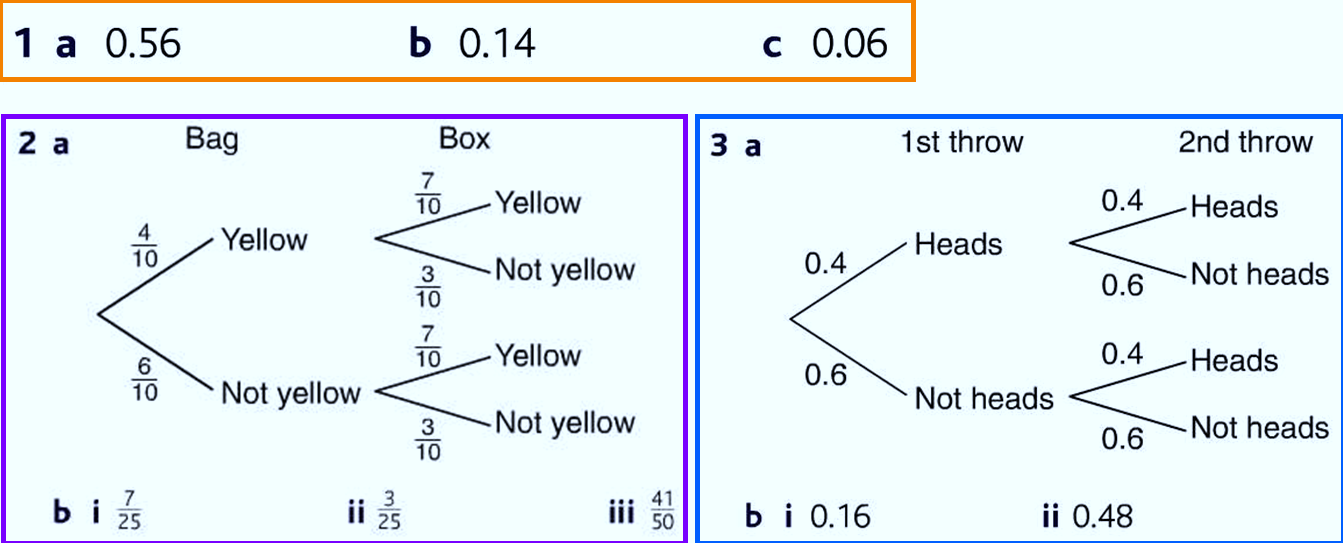 1 a 0.56 b 0.14 c 0.06
2 a Bag Box
7/10 Yellow
4/10 Yellow
3/10 Not yellow
7/10 Yellow
6/10 Not yellow
3/10 Not yellow
b i 7/25 ii 3/25 iii 41/50
3 a 1st throw 2nd throw
0.4 Heads
0.4 Heads
0.6 Not heads
0.4 Heads
0.6 Not heads
0.6 Not heads
b i 0.16 ii 0.48